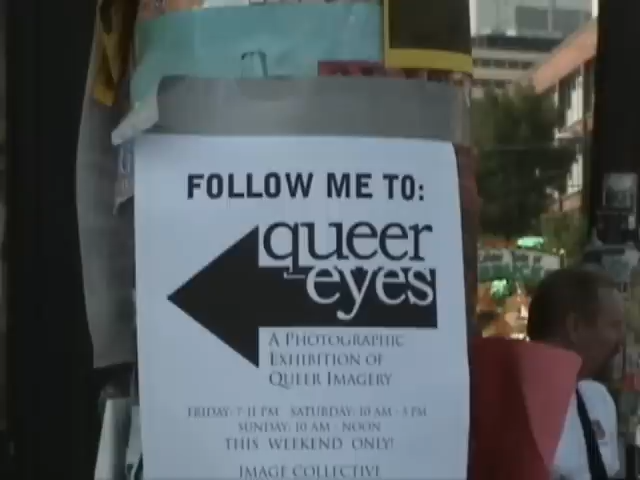 FOLLOW ME TO:
queer
eyes
A PHOTOGRAPHIC
EXHIBITION OF
QUEER IMAGERY
FRIDAY: 7-11 PM SATURDAY: 10 AM - 5 PM
SUNDAY: 10 AM - NOON
THIS WEEKEND ONLY!
IMAGE COLLECTIVE